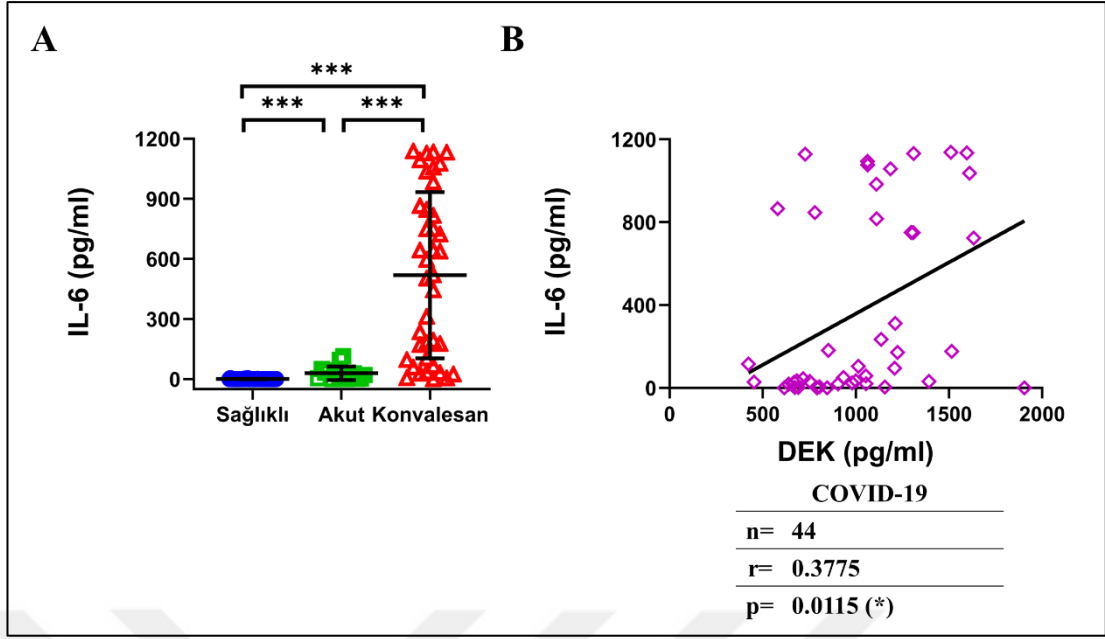 A
***
***
***
IL-6 (pg/ml)
1200
900
600
300
0
Sağlıklı
Akut
Konvalesan
B
IL-6 (pg/ml)
1200
800
400
0
0
500
1000
1500
2000
DEK (pg/ml)
COVID-19
n= 44
r= 0.3775
p= 0.0115 (*)